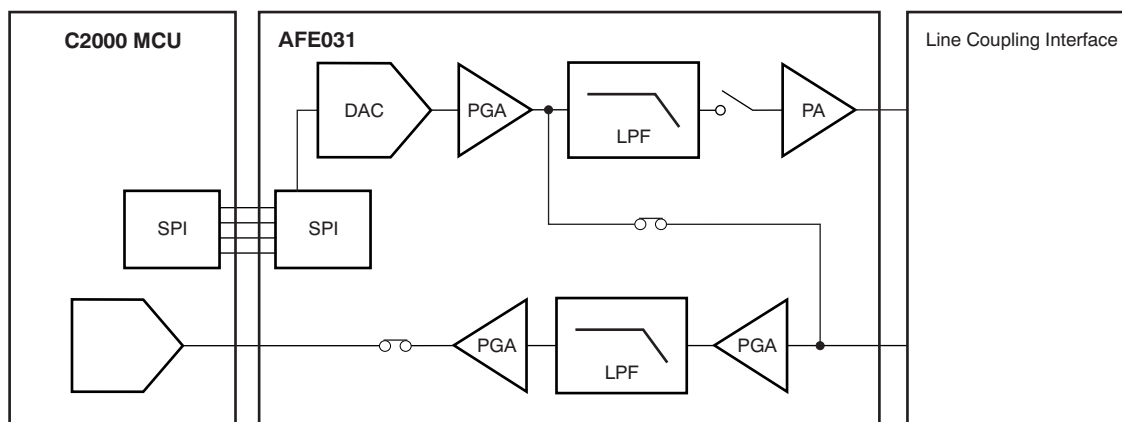 C2000 MCU
AFE031
Line Coupling Interface
DAC
PGA
LPF
PA
SPI
SPI
PGA
LPF
PGA